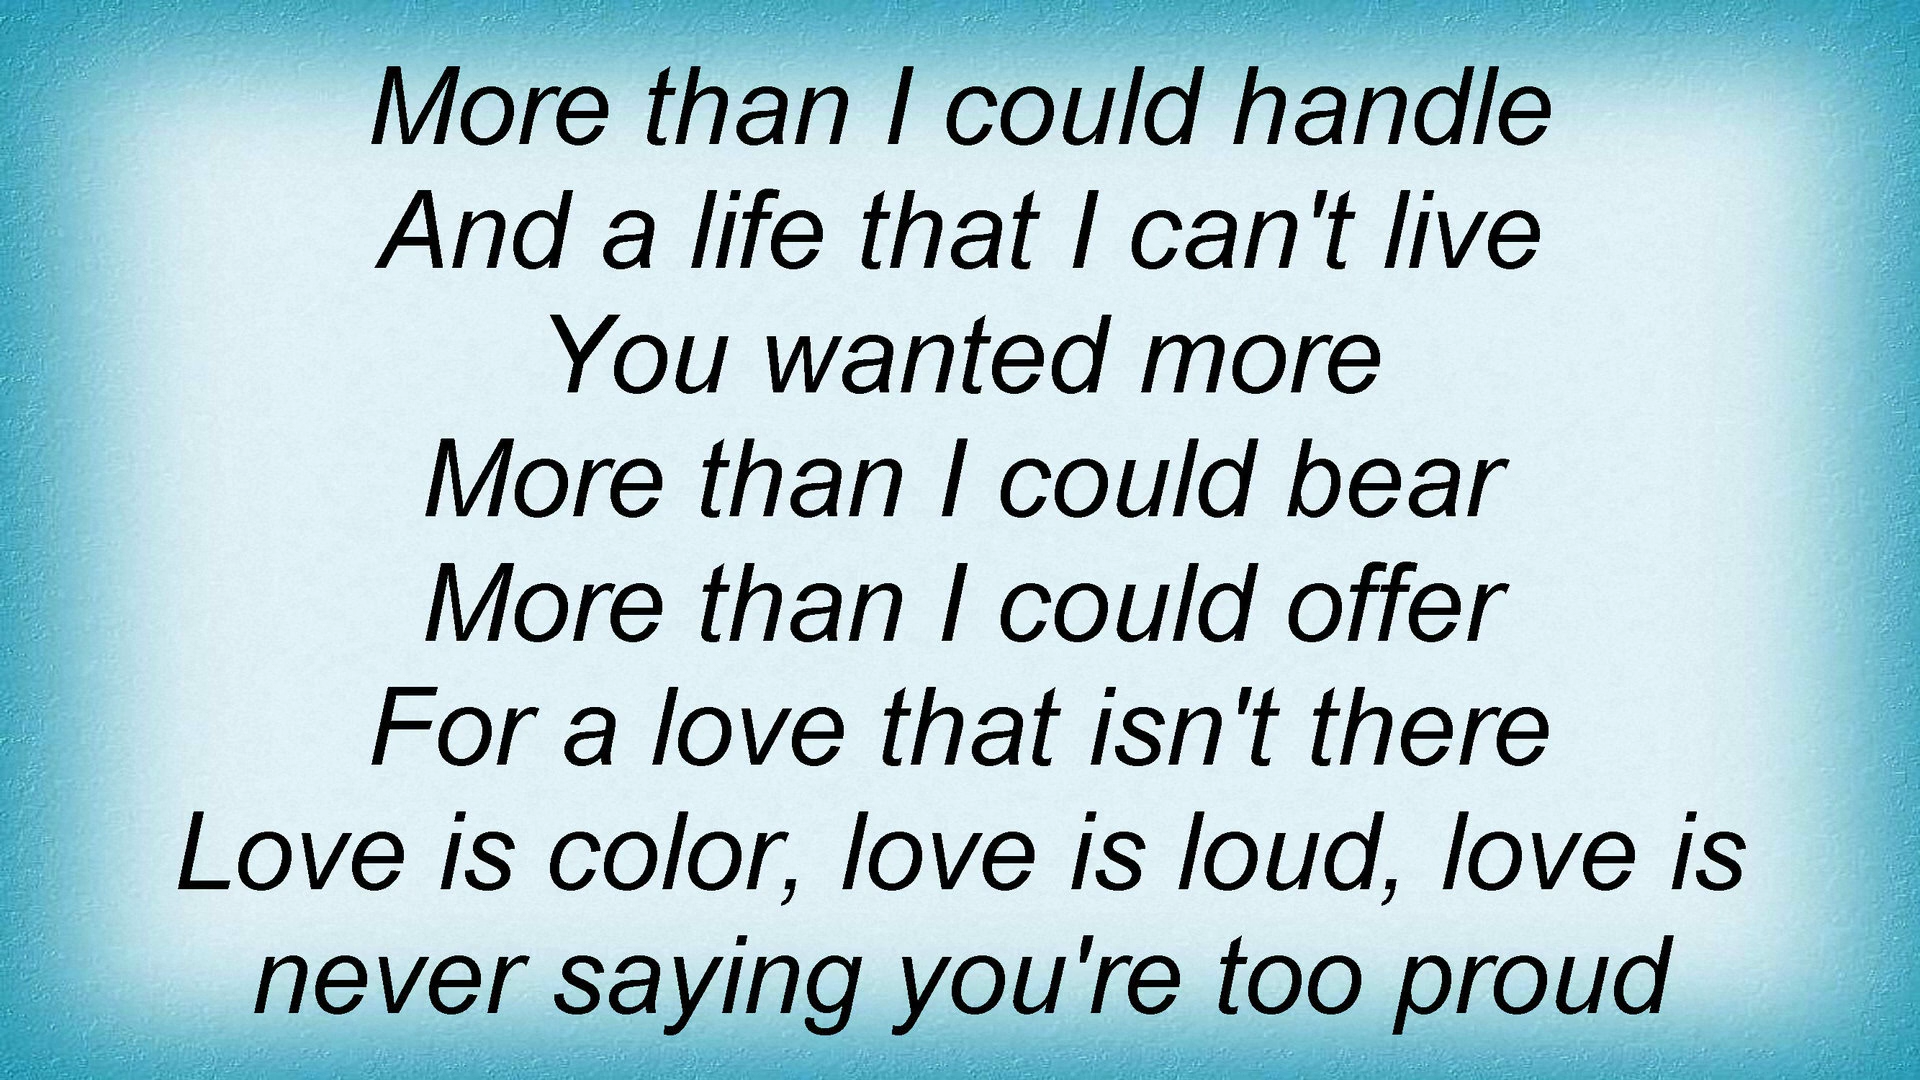 More than I could handle
And a life that I can't live
You wanted more
More than I could bear
More than I could offer
For a love that isn't there
Love is color, love is loud, love is
never saying you're too proud